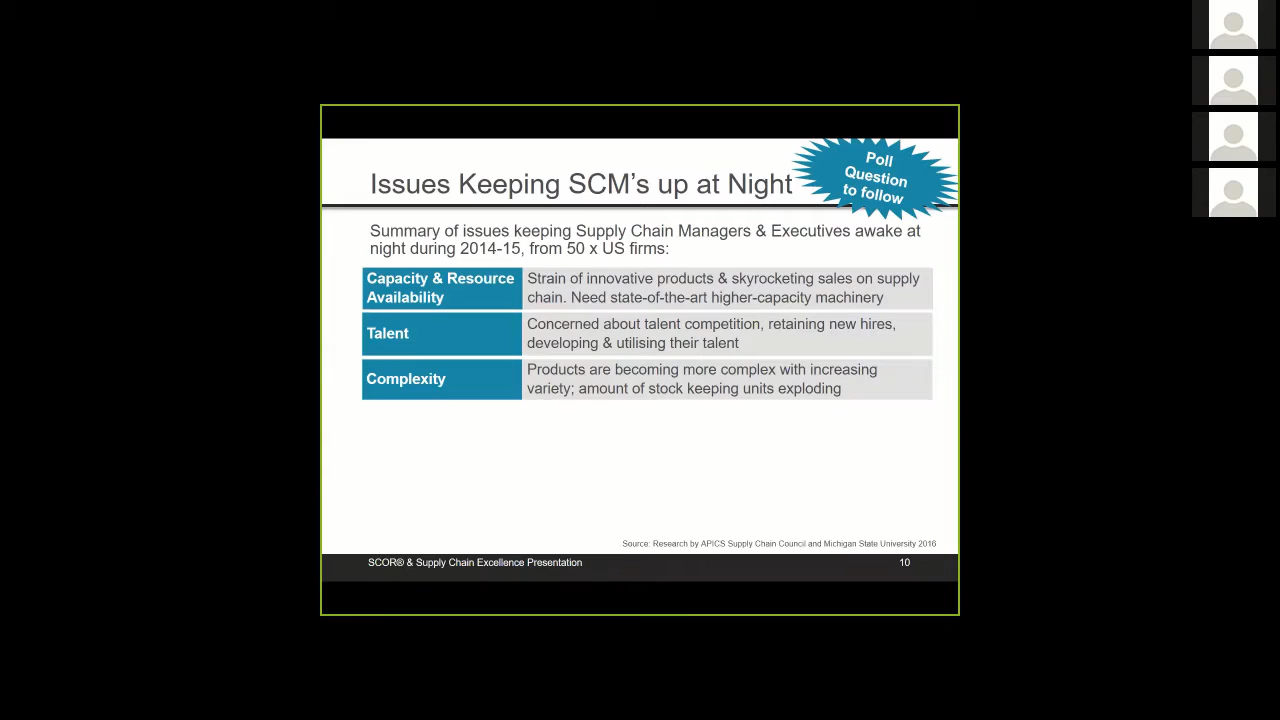 Poll
Question
to follow
Issues Keeping SCM's up at Night
Summary of issues keeping Supply Chain Managers & Executives awake at
night during 2014-15, from 50 x US firms:
Capacity & Resource
Availability
Strain of innovative products & skyrocketing sales on supply
chain. Need state-of-the-art higher-capacity machinery
Talent
Concerned about talent competition, retaining new hires,
developing & utilising their talent
Complexity
Products are becoming more complex with increasing
variety; amount of stock keeping units exploding
Source: Research by APICS Supply Chain Council and Michigan State University 2016
SCOR® & Supply Chain Excellence Presentation
10